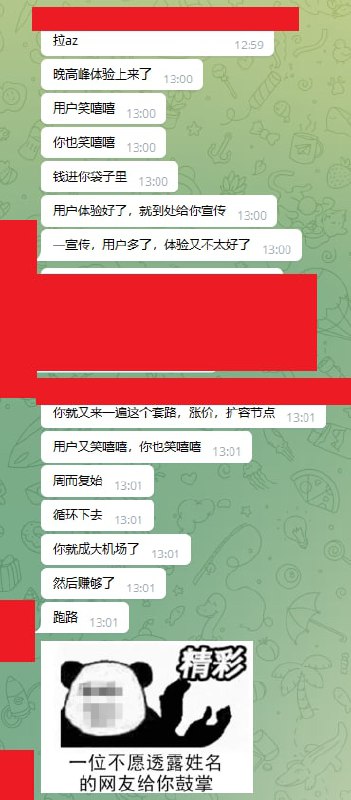 拉az
12:59
晚高峰体验上来了
13:00
用户笑嘻嘻
13:00
你也笑嘻嘻
13:00
钱进你袋子里
13:00
用户体验好了，就到处给你宣传
13:00
一宣传，用户多了，体验又不太好了
13:00
你就又来一遍这个套路，涨价，扩容节点
13:01
用户又笑嘻嘻，你也笑嘻嘻
13:01
周而复始
13:01
循环下去
13:01
你就成大机场了
13:01
然后赚够了
13:01
跑路
13:01
精彩
一位不愿透露姓名
的网友给你鼓掌